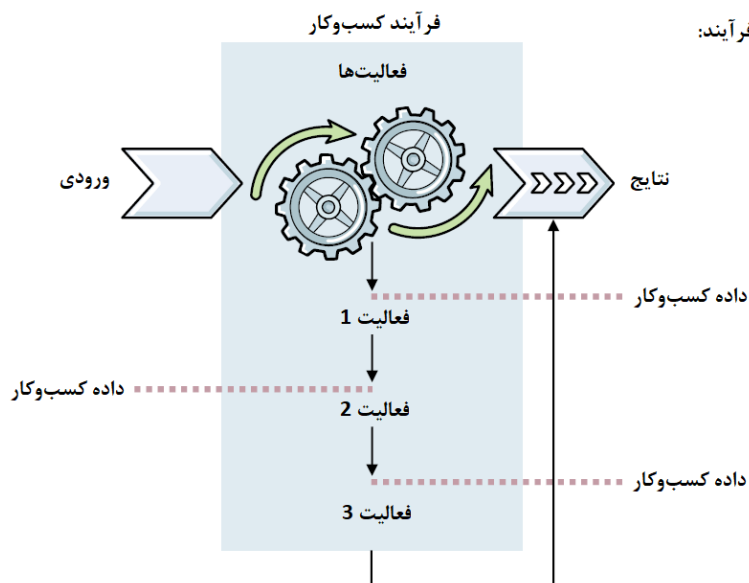 فرآیند:
فرآیند کسب‌وکار
فعالیت‌ها
ورودی
نتایج
داده کسب‌وکار
فعالیت 1
داده کسب‌وکار
فعالیت 2
داده کسب‌وکار
فعالیت 3